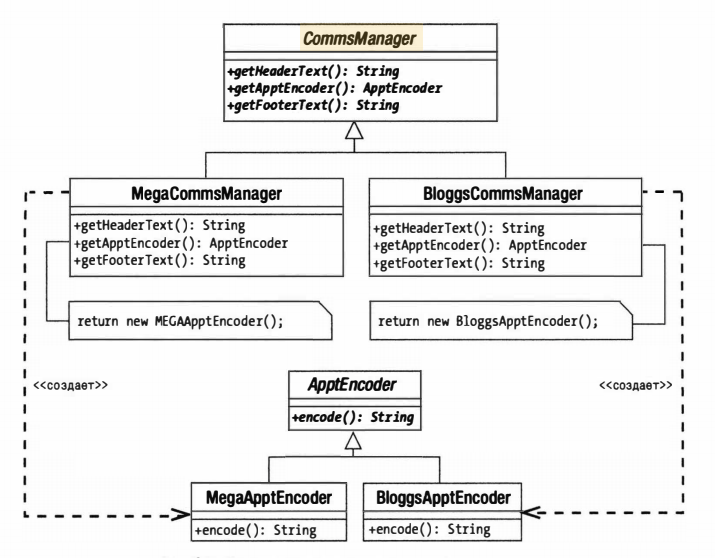 CommsManager
+getHeaderText(): String
+getApptEncoder(): ApptEncoder
+getFooterText(): String
MegaCommsManager
+getHeaderText(): String
+getApptEncoder(): ApptEncoder
+getFooterText(): String
BloggsCommsManager
+getHeaderText(): String
+getApptEncoder(): ApptEncoder
+getFooterText(): String
return new MEGAApptEncoder();
return new BloggsApptEncoder();
<<создает>>
<<создает>>
ApptEncoder
+encode(): String
MegaApptEncoder
+encode(): String
BloggsApptEncoder
+encode(): String